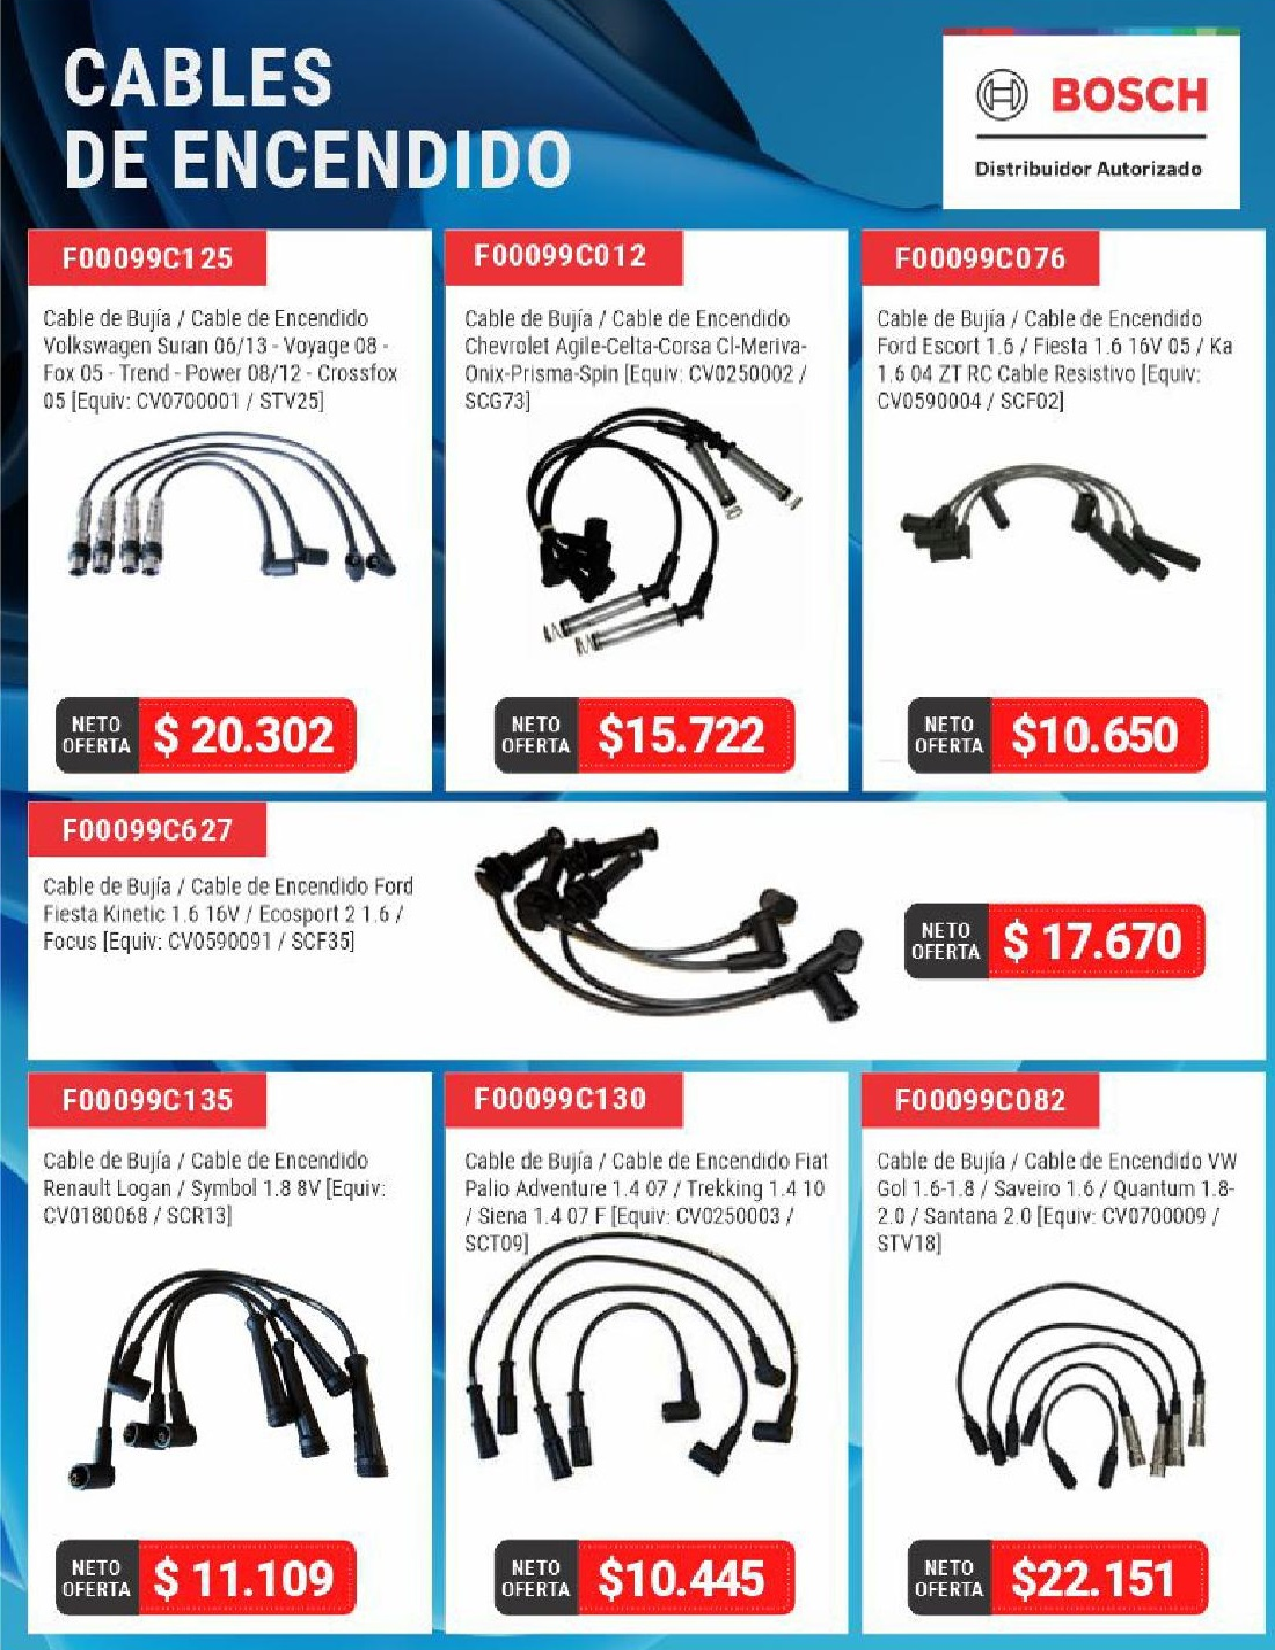 CABLES
DE ENCENDIDO
BOSCH
Distribuidor Autorizado
F00099C125
Cable de Bujía / Cable de Encendido
Volkswagen Suran 06/13 - Voyage 08 -
Fox 05 - Trend - Power 08/12 - Crossfox
05 [Equiv: CV0700001 / STV25]
NETO
OFERTA
$ 20.302
F00099C012
Cable de Bujía / Cable de Encendido
Chevrolet Agile-Celta-Corsa Cl-Meriva-
Onix-Prisma-Spin [Equiv: CV0250002 /
SCG73]
NETO
OFERTA
$15.722
F00099C076
Cable de Bujía / Cable de Encendido
Ford Escort 1.6 / Fiesta 1.6 16V 05 / Ka
1.6 04 ZT RC Cable Resistivo [Equiv:
CV0590004 / SCF02]
NETO
OFERTA
$10.650
F00099C627
Cable de Bujía / Cable de Encendido Ford
Fiesta Kinetic 1.6 16V / Ecosport 2 1.6 /
Focus [Equiv: CV0590091 / SCF35]
NETO
OFERTA
$ 17.670
F00099C135
Cable de Bujía / Cable de Encendido
Renault Logan / Symbol 1.8 8V [Equiv:
CV0180068 / SCR13]
NETO
OFERTA
$ 11.109
F00099C130
Cable de Bujía / Cable de Encendido Fiat
Palio Adventure 1.4 07 / Trekking 1.4 10
/ Siena 1.4 07 F [Equiv: CV0250003 /
SCT09]
NETO
OFERTA
$10.445
F00099C082
Cable de Bujía / Cable de Encendido VW
Gol 1.6-1.8 / Saveiro 1.6 / Quantum 1.8-
2.0 / Santana 2.0 [Equiv: CV0700009 /
STV18]
NETO
OFERTA
$22.151